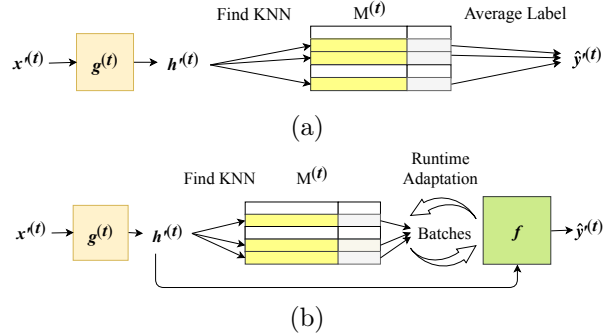 Find KNN M(t) Average Label
x'(t) g(t) h'(t) ŷ'(t)
(a)
Runtime
Find KNN M(t) Adaptation
x'(t) g(t) h'(t) Batches f ŷ'(t)
(b)